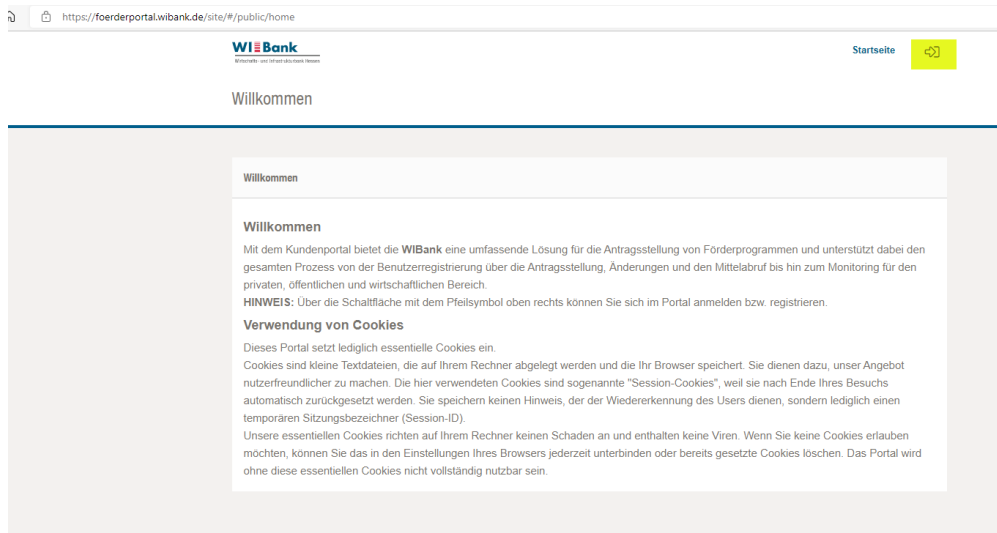 https://foerderportal.wibank.de/site/#/public/home
WIBank
Wirtschafts- und Infrastrukturbank Hessen
Startseite
Willkommen
Willkommen
Willkommen
Mit dem Kundenportal bietet die WIBank eine umfassende Lösung für die Antragsstellung von Förderprogrammen und unterstützt dabei den
gesamten Prozess von der Benutzerregistrierung über die Antragsstellung, Änderungen und den Mittelabruf bis hin zum Monitoring für den
privaten, öffentlichen und wirtschaftlichen Bereich.
HINWEIS: Über die Schaltfläche mit dem Pfeilsymbol oben rechts können Sie sich im Portal anmelden bzw. registrieren.
Verwendung von Cookies
Dieses Portal setzt lediglich essentielle Cookies ein.
Cookies sind kleine Textdateien, die auf Ihrem Rechner abgelegt werden und die Ihr Browser speichert. Sie dienen dazu, unser Angebot
nutzerfreundlicher zu machen. Die hier verwendeten Cookies sind sogenannte "Session-Cookies", weil sie nach Ende Ihres Besuchs
automatisch zurückgesetzt werden. Sie speichern keinen Hinweis, der der Wiedererkennung des Users dienen, sondern lediglich einen
temporären Sitzungsbezeichner (Session-ID).
Unsere essentiellen Cookies richten auf Ihrem Rechner keinen Schaden an und enthalten keine Viren. Wenn Sie keine Cookies erlauben
möchten, können Sie das in den Einstellungen Ihres Browsers jederzeit unterbinden oder bereits gesetzte Cookies löschen. Das Portal wird
ohne diese essentiellen Cookies nicht vollständig nutzbar sein.